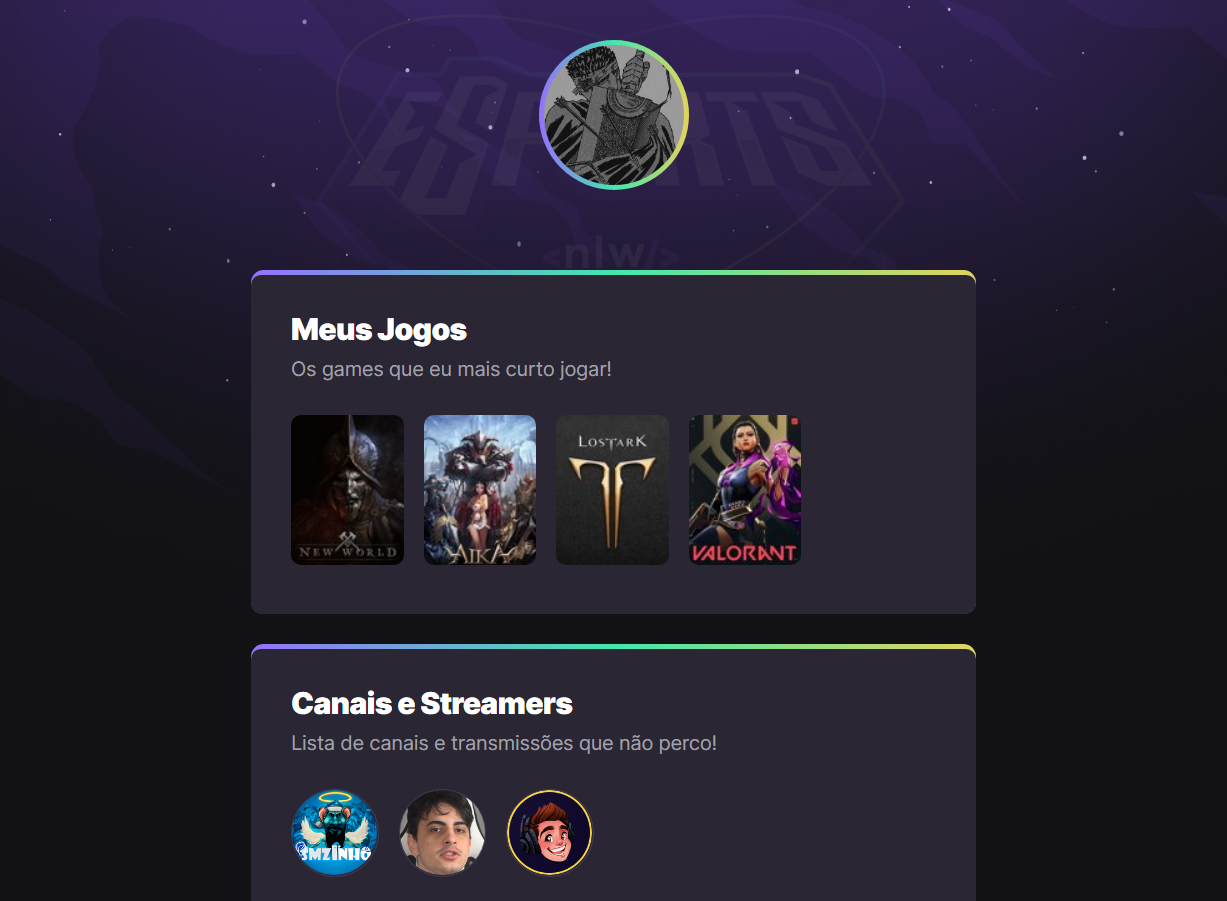 ESPORTS
<nlw/>
Meus Jogos
Os games que eu mais curto jogar!
NEW WORLD
AIKA
LOSTARK
VALORANT
Canais e Streamers
Lista de canais e transmissões que não perco!
SMZINHO